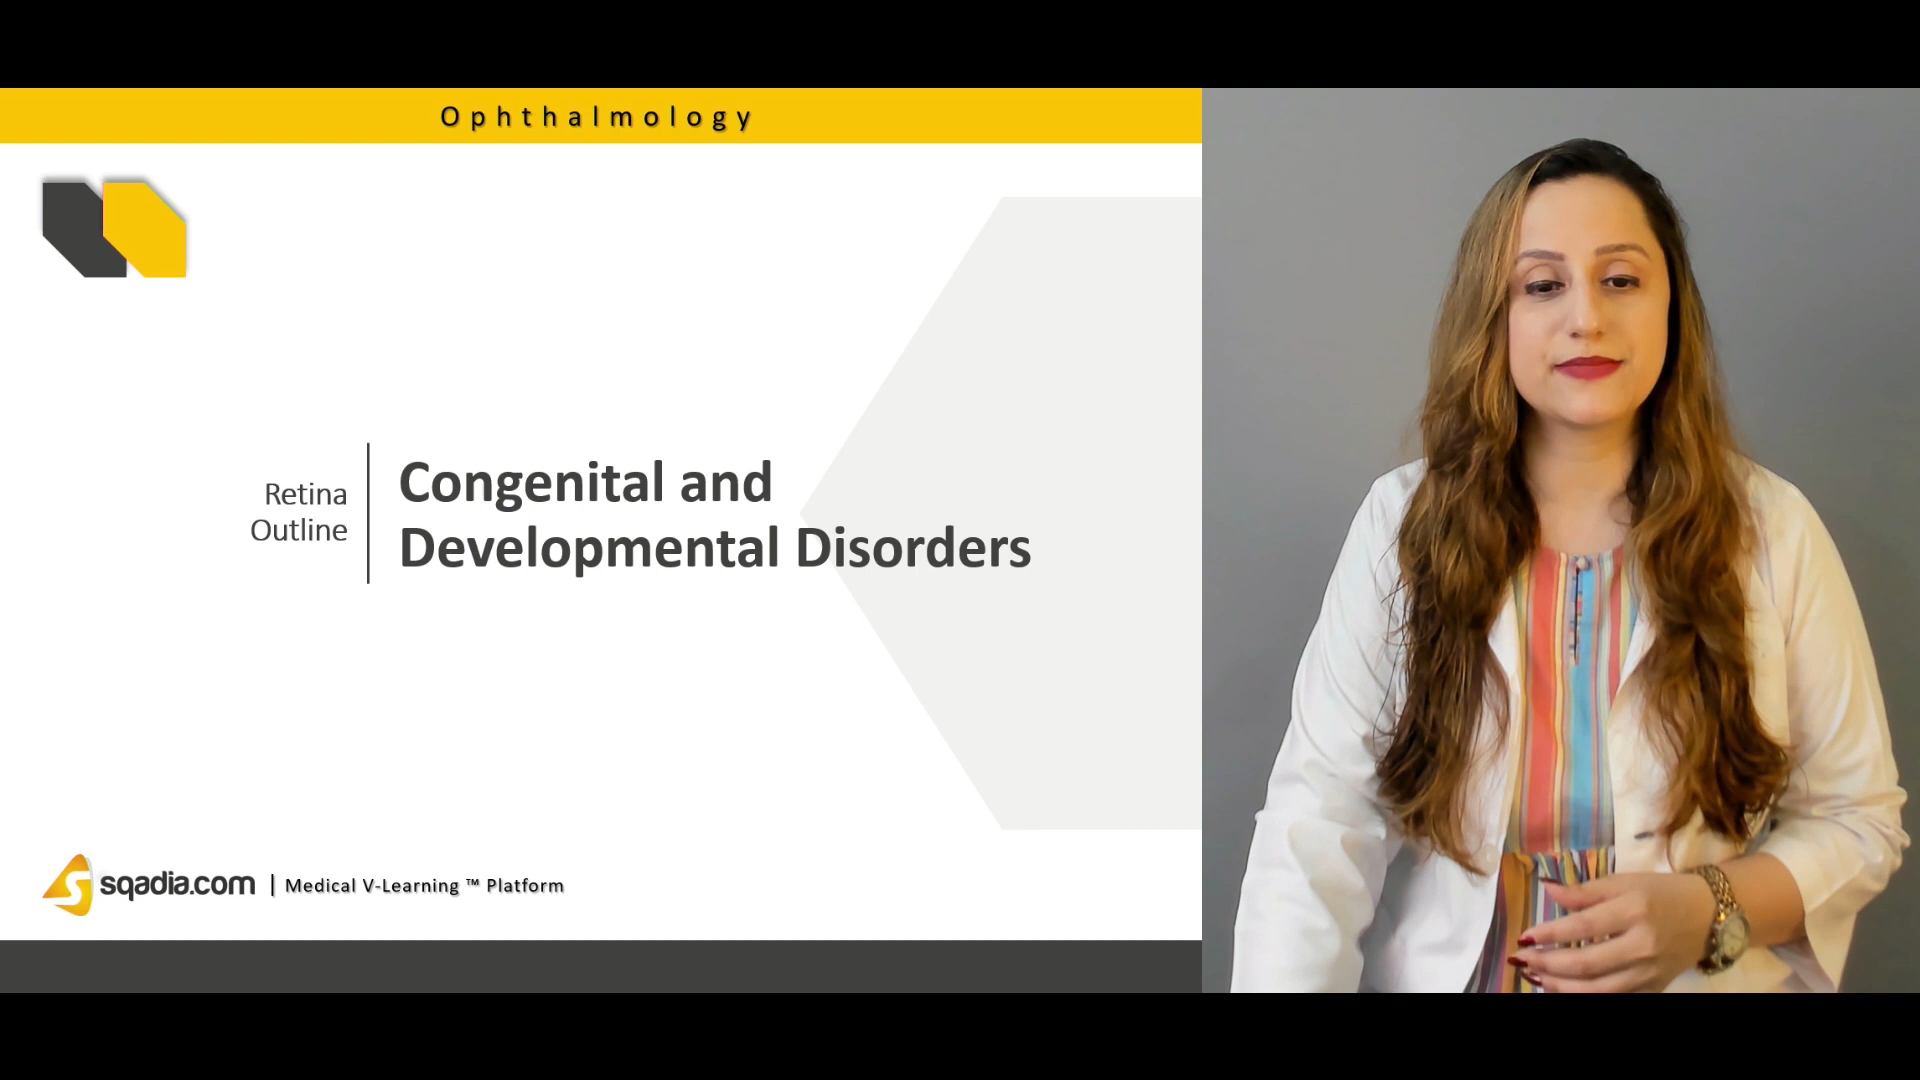 Ophthalmology
Retina
Outline
Congenital and
Developmental Disorders
sqadia.com | Medical V-Learning ™ Platform